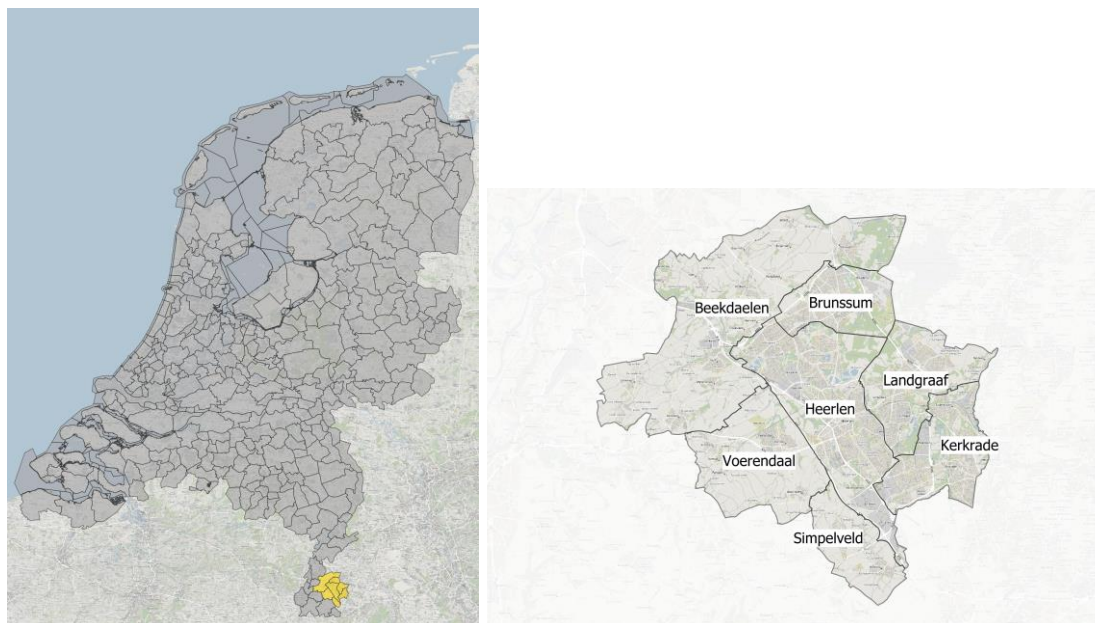 Beekdaelen
Brunssum
Landgraaf
Heerlen
Kerkrade
Voerendaal
Simpelveld